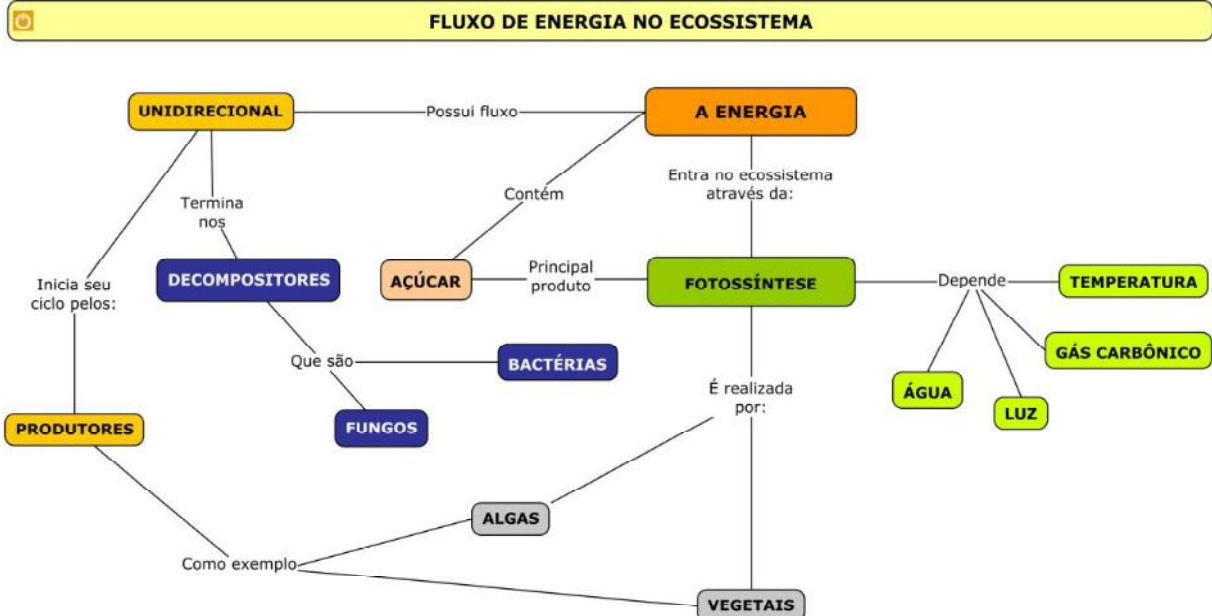 FLUXO DE ENERGIA NO ECOSSISTEMA
UNIDIRECIONAL
Possui fluxo
A ENERGIA
Entra no ecossistema
através da:
Contém
Termina
nos
Inicia seu
ciclo pelos:
DECOMPOSITORES
AÇÚCAR
Principal
produto
FOTOSSÍNTESE
Depende
TEMPERATURA
GÁS CARBÔNICO
ÁGUA
LUZ
Que são
BACTÉRIAS
FUNGOS
É realizada
por:
PRODUTORES
ALGAS
Como exemplo
VEGETAIS